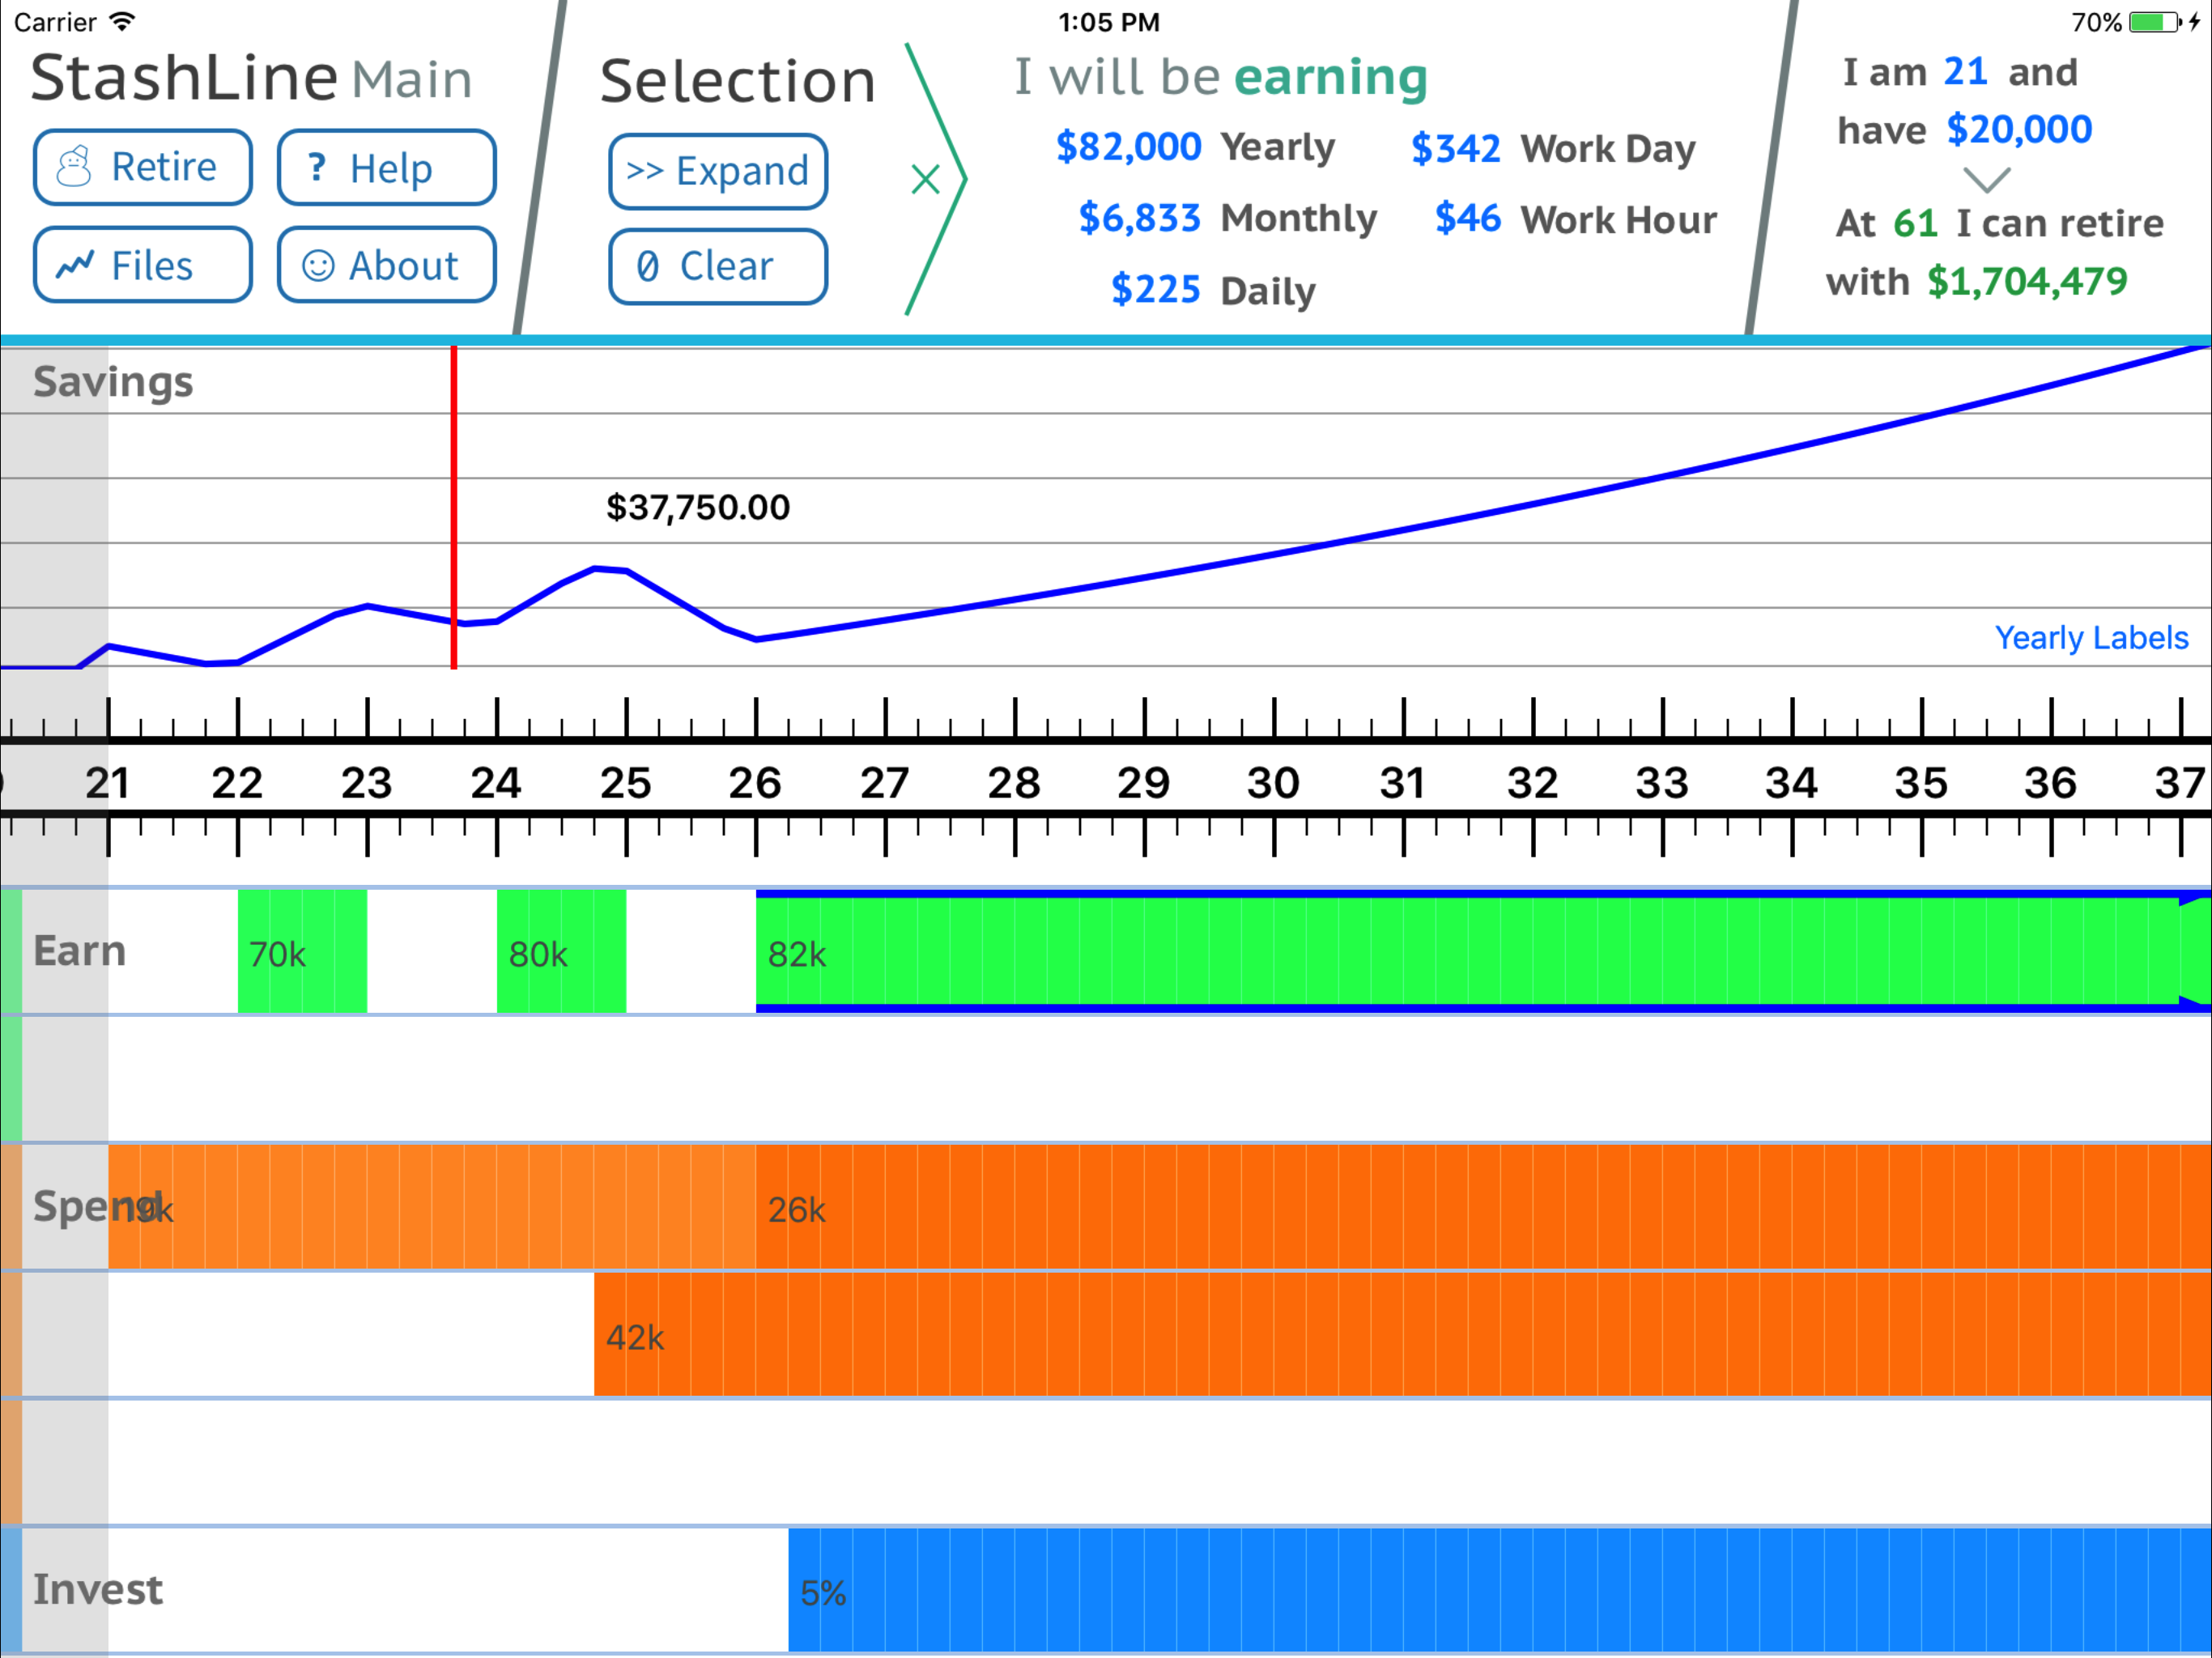 Carrier 1:05 PM 70%
StashLine Main
Retire
? Help
Files
About
Selection
>> Expand
0 Clear
I will be earning
$82,000 Yearly $342 Work Day
$6,833 Monthly $46 Work Hour
$225 Daily
I am 21 and
have $20,000
At 61 I can retire
with $1,704,479
Savings
$37,750.00
Yearly Labels
21 22 23 24 25 26 27 28 29 30 31 32 33 34 35 36 37
Earn 70k 80k 82k
Spend 26k
42k
Invest 5%